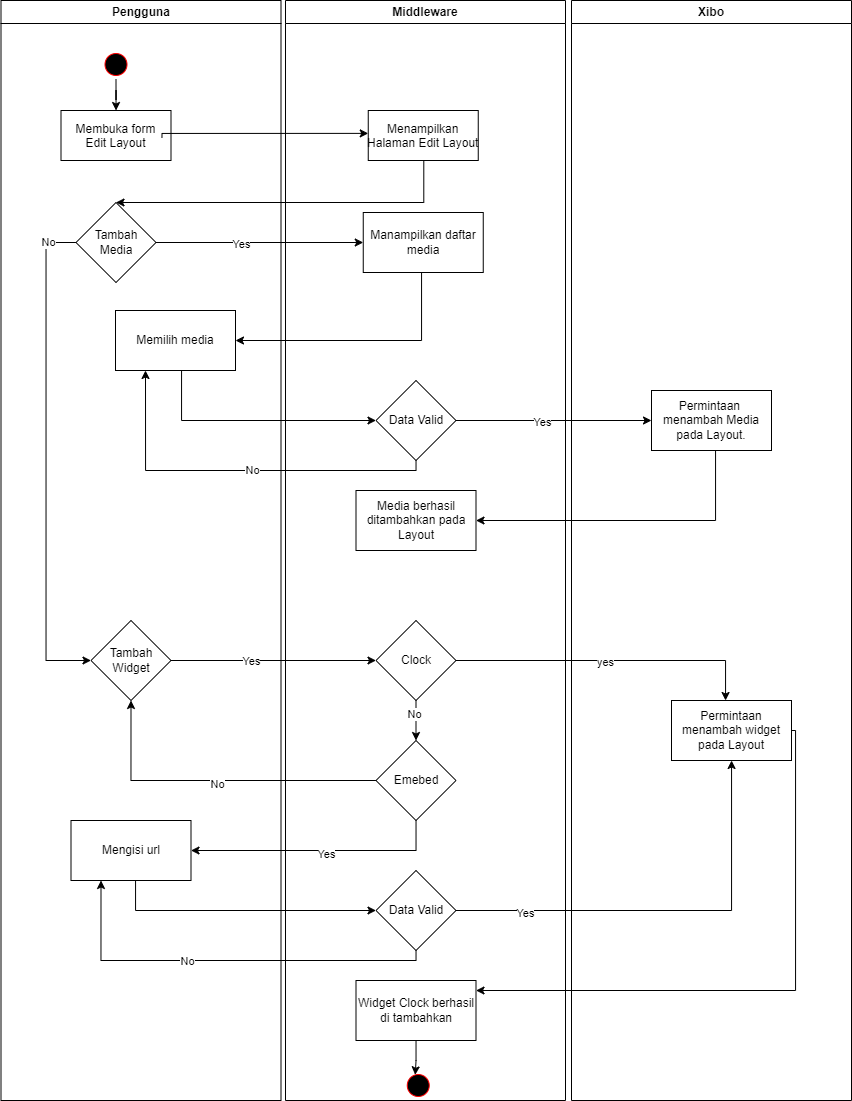 Pengguna
Middleware
Xibo
Membuka form
Edit Layout
Menampilkan
Halaman Edit Layout
Tambah
Media
No
Yes
Manampilkan daftar
media
Memilih media
Data Valid
Yes
Permintaan
menambah Media
pada Layout.
No
Media berhasil
ditambahkan pada
Layout
Tambah
Widget
Yes
Clock
yes
No
Permintaan
menambah widget
pada Layout
Emebed
No
Mengisi url
Yes
Data Valid
Yes
No
Widget Clock berhasil
di tambahkan